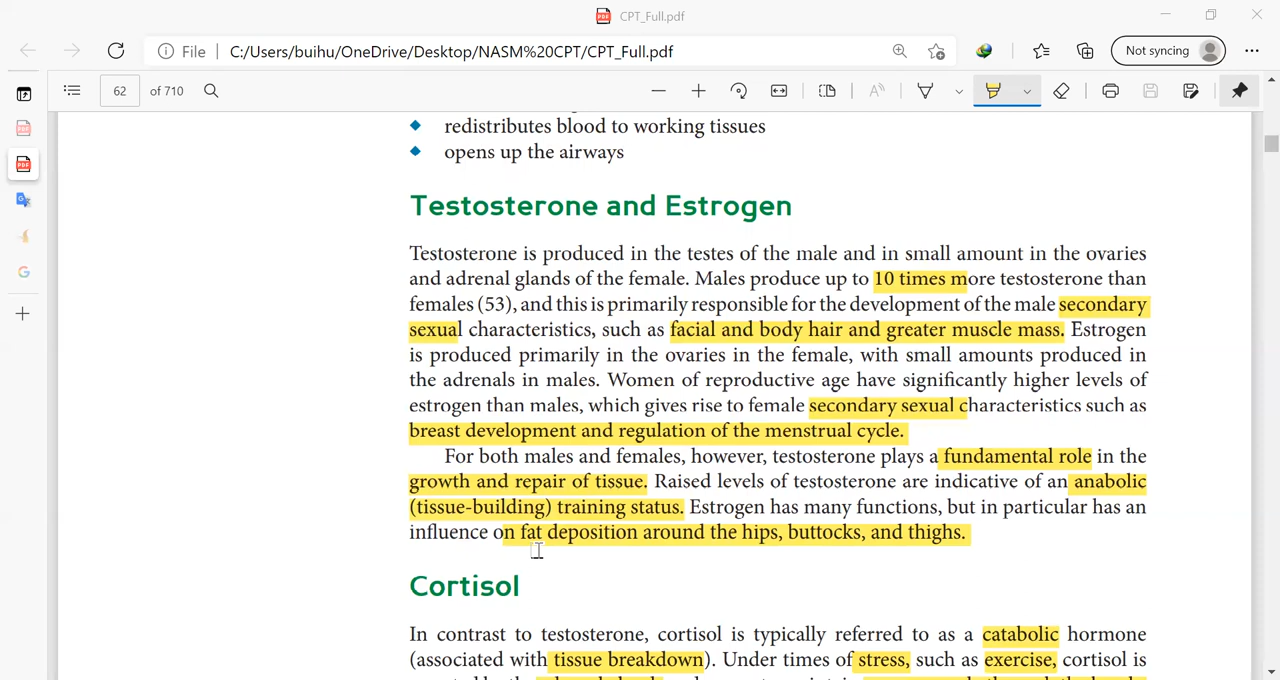 CPT_Full.pdf
File C:/Users/buihu/OneDrive/Desktop/NASM%20CPT/CPT_Full.pdf Not syncing
62 of 710
redistributes blood to working tissues
opens up the airways
Testosterone and Estrogen
Testosterone is produced in the testes of the male and in small amount in the ovaries
and adrenal glands of the female. Males produce up to 10 times more testosterone than
females (53), and this is primarily responsible for the development of the male secondary
sexual characteristics, such as facial and body hair and greater muscle mass. Estrogen
is produced primarily in the ovaries in the female, with small amounts produced in
the adrenals in males. Women of reproductive age have significantly higher levels of
estrogen than males, which gives rise to female secondary sexual characteristics such as
breast development and regulation of the menstrual cycle.
For both males and females, however, testosterone plays a fundamental role in the
growth and repair of tissue. Raised levels of testosterone are indicative of an anabolic
(tissue-building) training status. Estrogen has many functions, but in particular has an
influence on fat deposition around the hips, buttocks, and thighs.
Cortisol
In contrast to testosterone, cortisol is typically referred to as a catabolic hormone
(associated with tissue breakdown). Under times of stress, such as exercise, cortisol is